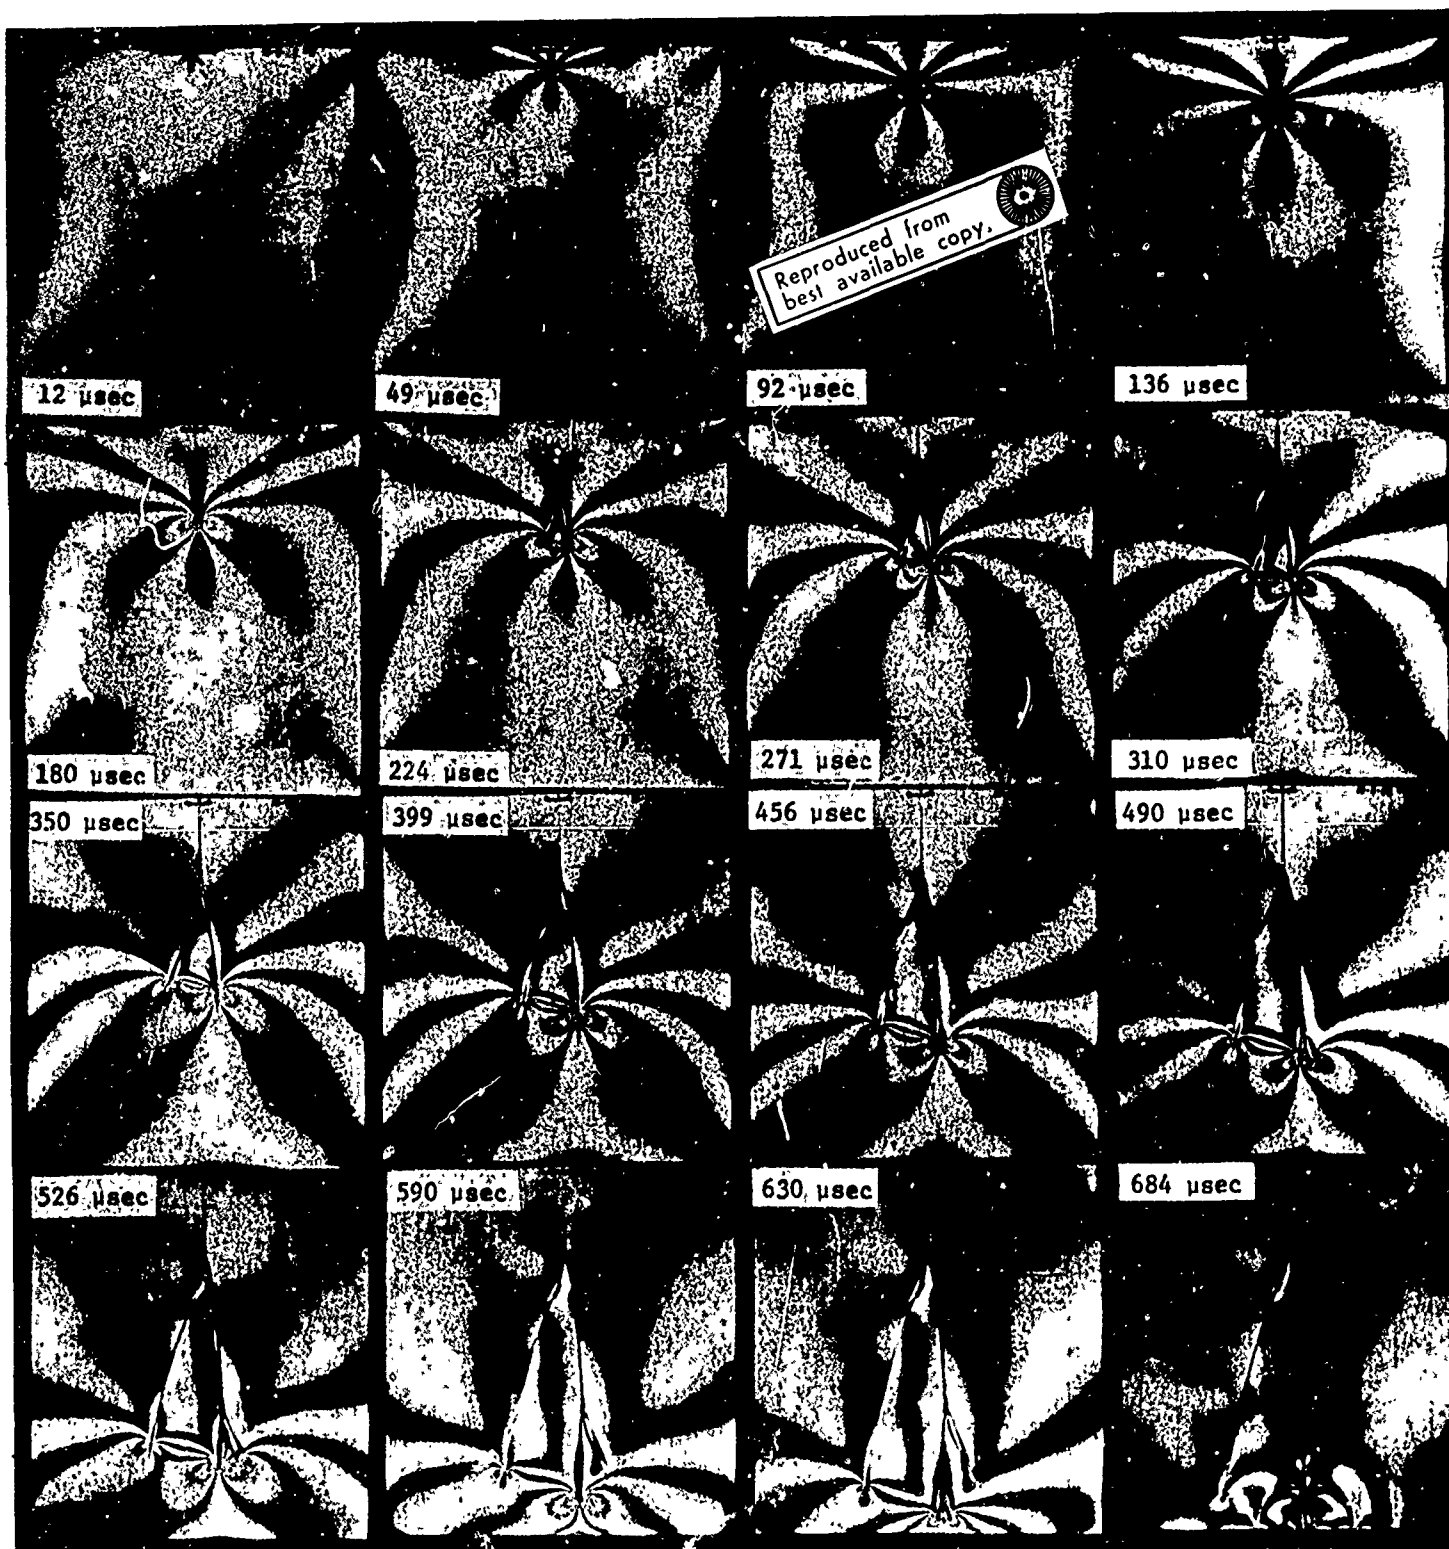 Reproduced from
best available copy.
12 µsec
49 µsec
92 µsec
136 µsec
180 µsec
224 µsec
271 µsec
310 µsec
350 µsec
399 µsec
456 µsec
490 µsec
526 µsec
590 µsec
630 µsec
684 µsec